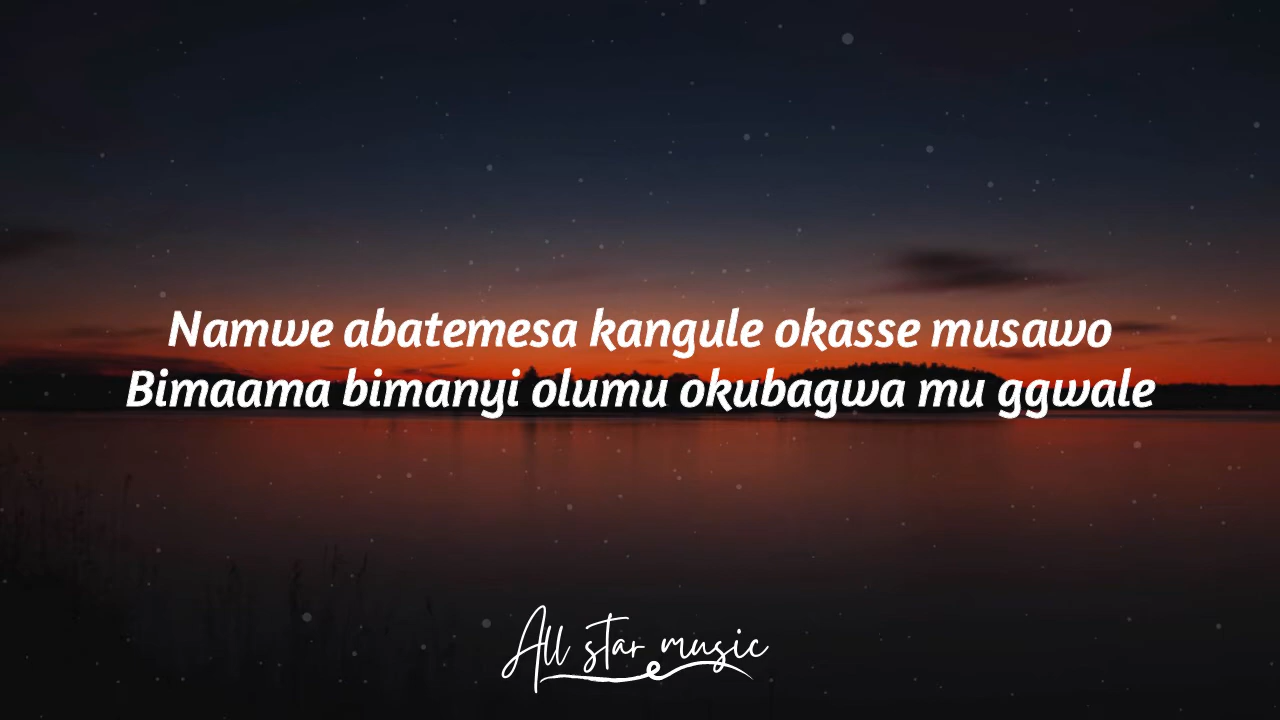 Namwe abatemesa kangule okasse musawo
Bimaama bimanyi olumu okubagwa mu ggwale
All star music